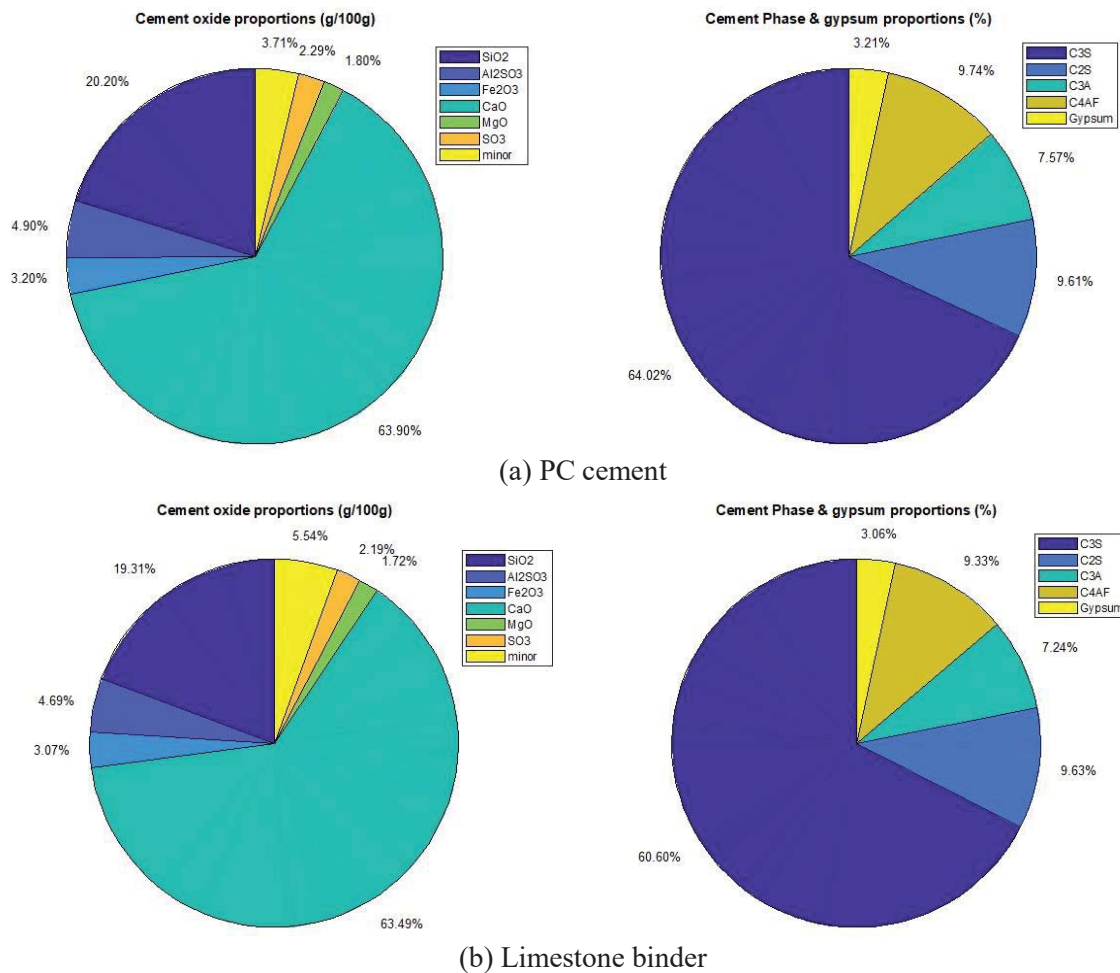 Cement oxide proportions (g/100g)
3.71%
2.29%
1.80%
20.20%
4.90%
3.20%
63.90%
SiO2
Al2SO3
Fe2O3
CaO
MgO
SO3
minor
Cement Phase & gypsum proportions (%)
3.21%
9.74%
7.57%
9.61%
64.02%
C3S
C2S
C3A
C4AF
Gypsum
(a) PC cement
Cement oxide proportions (g/100g)
5.54%
2.19%
1.72%
19.31%
4.69%
3.07%
63.49%
SiO2
Al2SO3
Fe2O3
CaO
MgO
SO3
minor
Cement Phase & gypsum proportions (%)
3.06%
9.33%
7.24%
9.63%
60.60%
C3S
C2S
C3A
C4AF
Gypsum
(b) Limestone binder